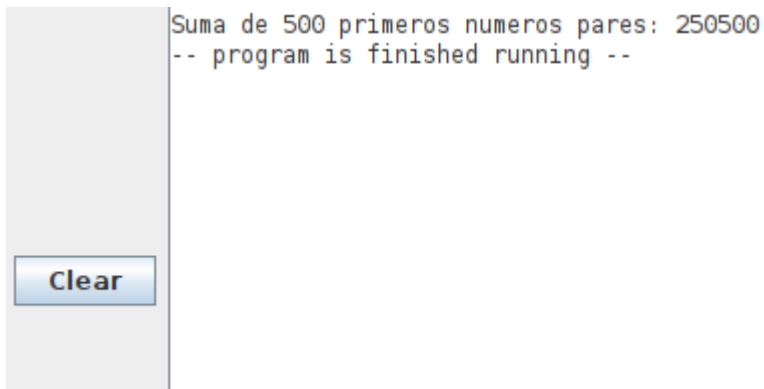 Suma de 500 primeros numeros pares: 250500
-- program is finished running --
Clear